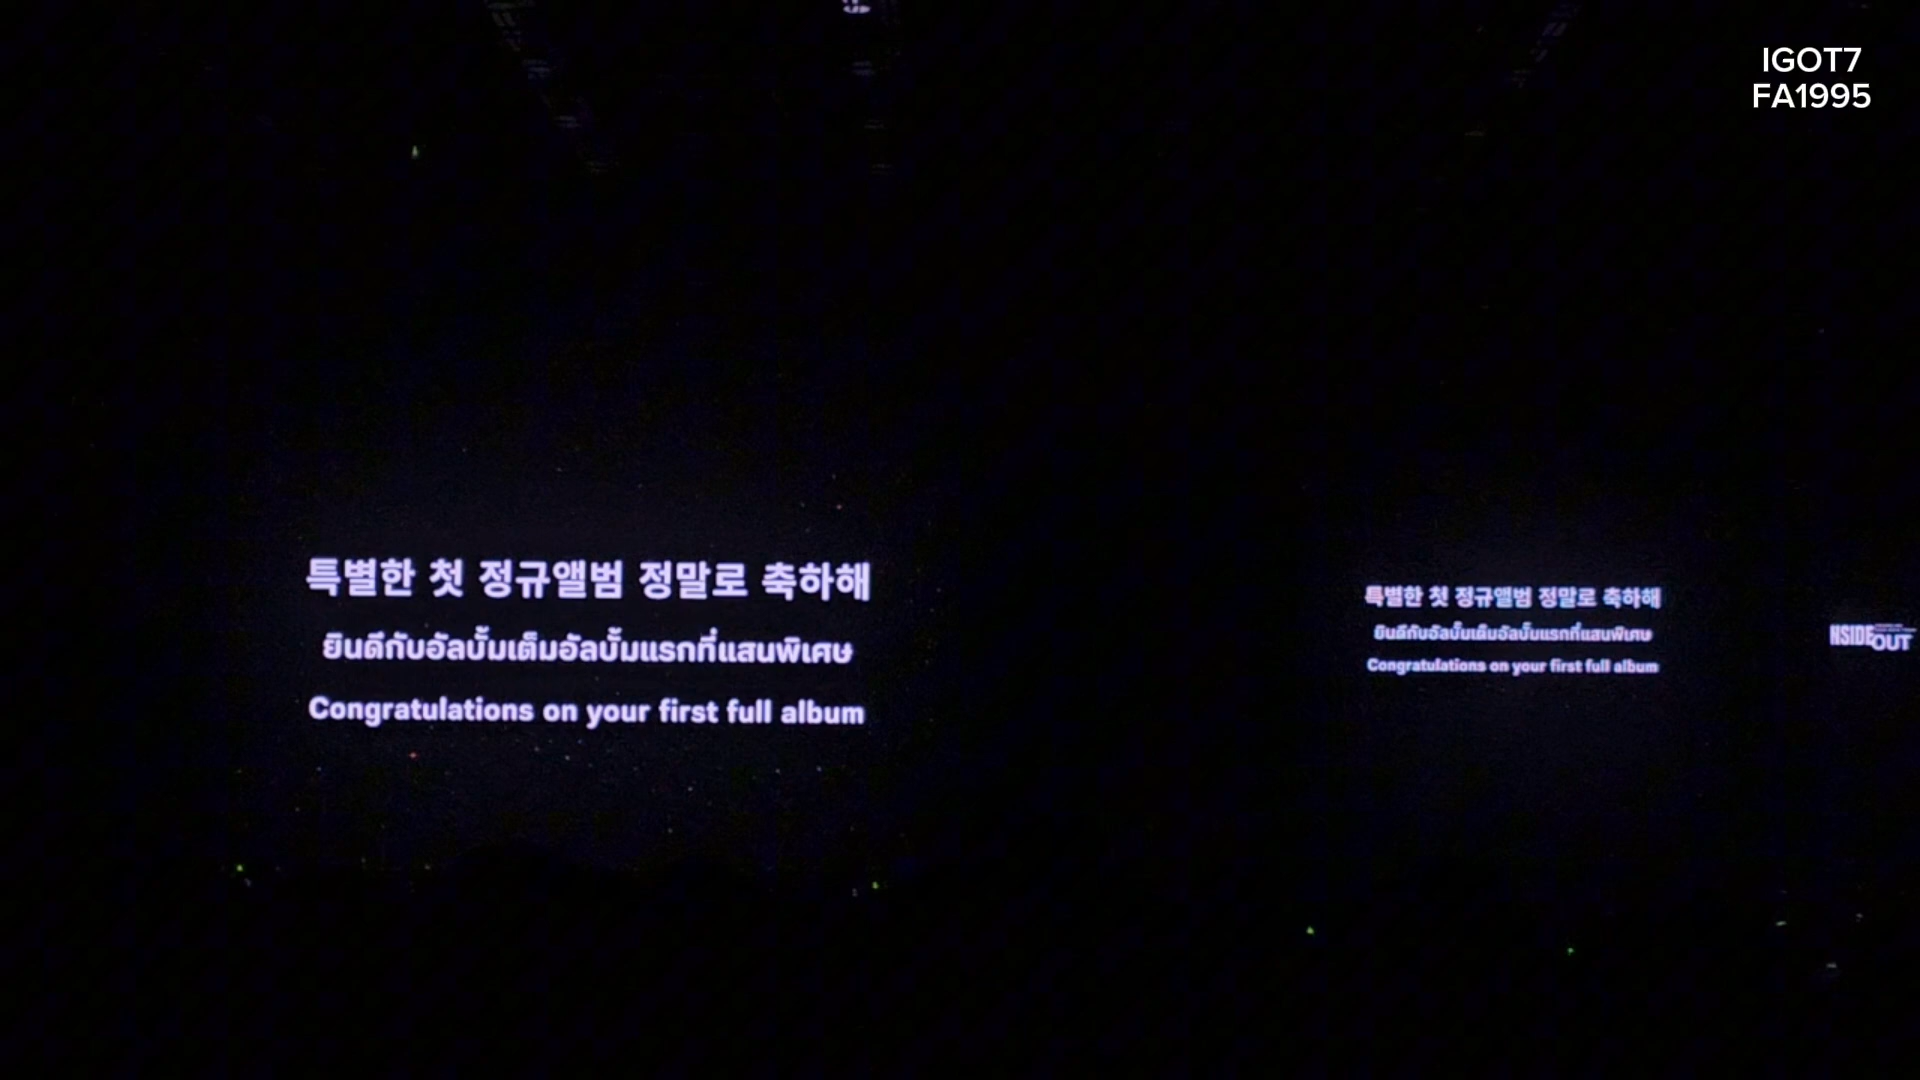 IGOT7
FA1995
특별한 첫 정규앨범 정말로 축하해
ยินดีกับอัลบั้มเต็มอัลบั้มแรกที่แสนพิเศษ
Congratulations on your first full album
특별한 첫 정규앨범 정말로 축하해
ยินดีกับอัลบั้มเต็มอัลบั้มแรกที่แสนพิเศษ
Congratulations on your first full album
NSIDE OUT